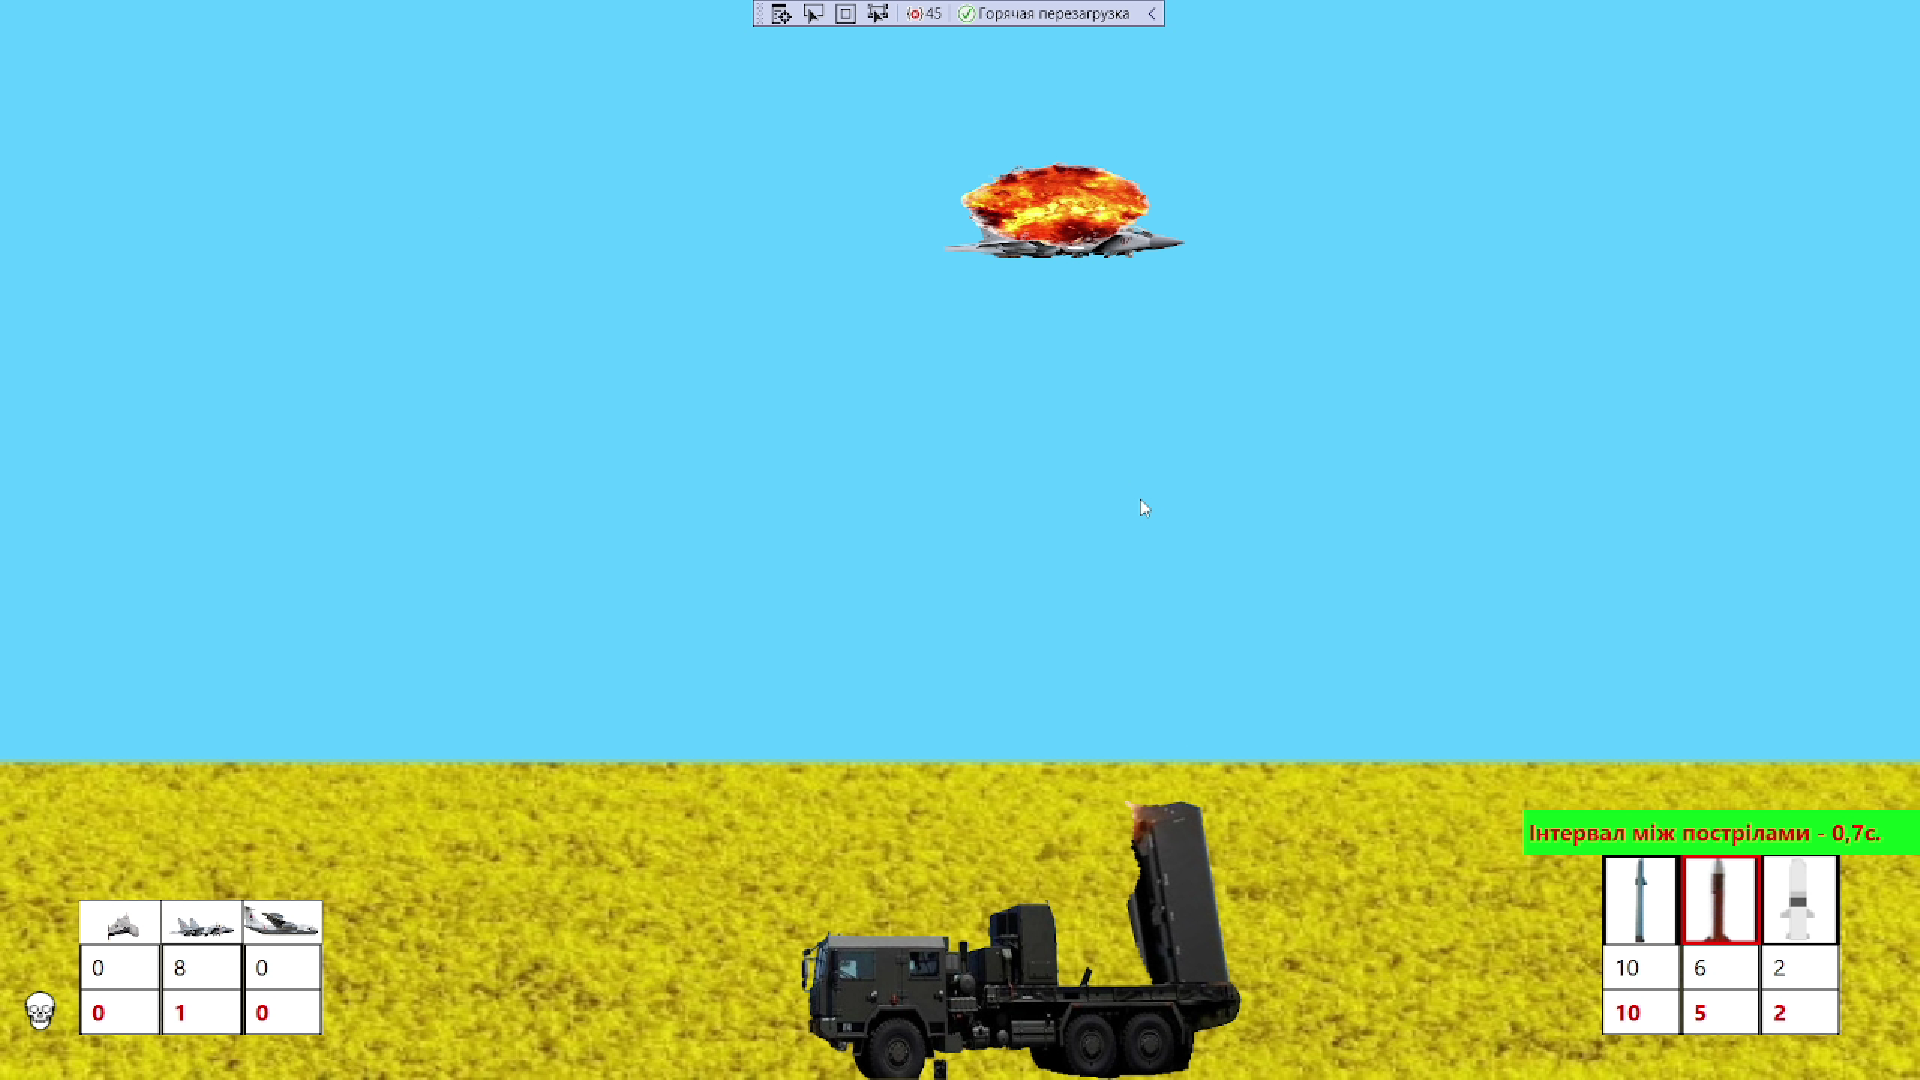 45 Горячая перезагрузка
Інтервал між пострілами - 0,7с.
0 8 0
0 1 0
10 6 2
10 5 2